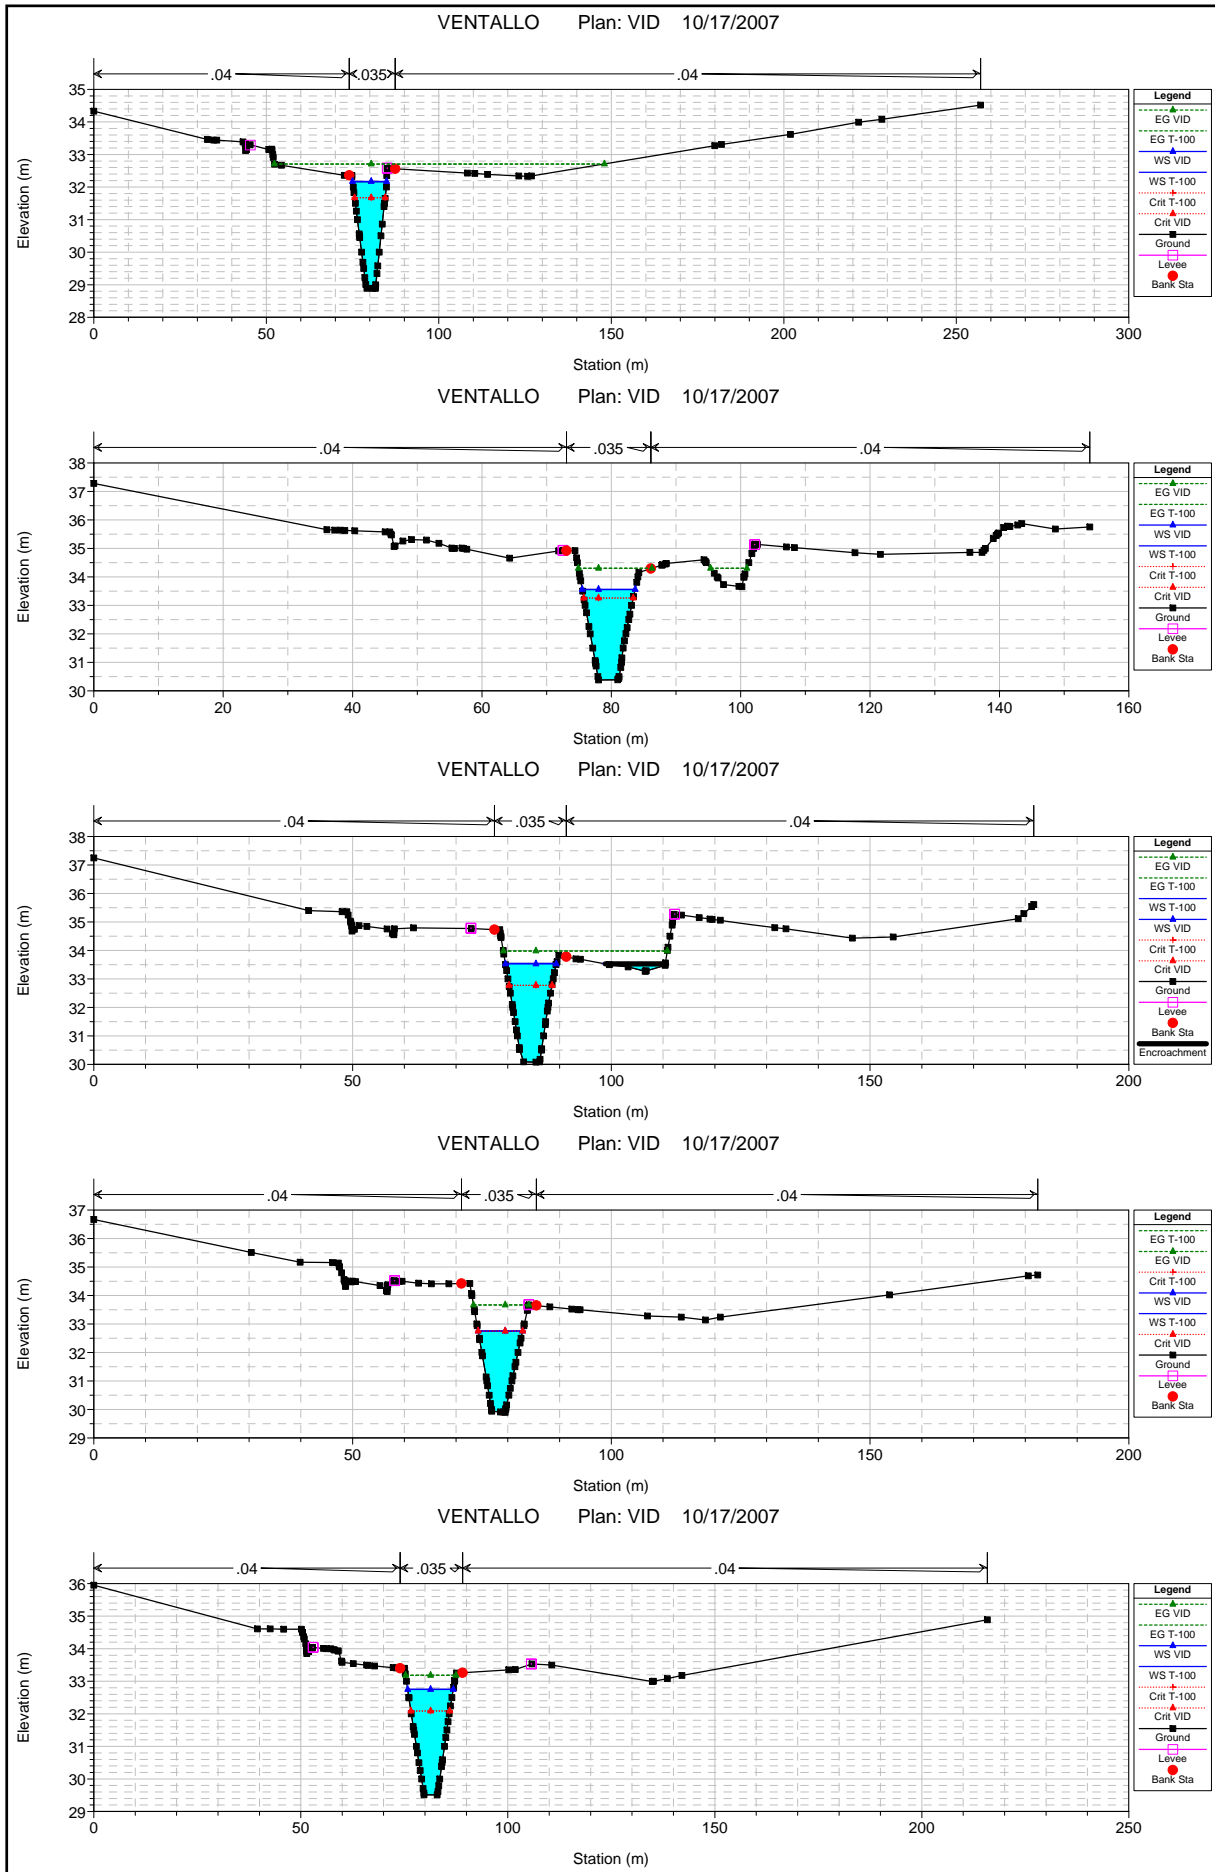 VENTALLO Plan: VID 10/17/2007
.04 .035 .04
35
34
33
32
31
30
29
28
Elevation (m)
0 50 100 150 200 250 300
Station (m)
Legend
EG VID
EG T-100
WS VID
WS T-100
Crit T-100
Crit VID
Ground
Levee
Bank Sta
VENTALLO Plan: VID 10/17/2007
.04 .035 .04
38
37
36
35
34
33
32
31
30
Elevation (m)
0 20 40 60 80 100 120 140 160
Station (m)
Legend
EG VID
EG T-100
WS VID
WS T-100
Crit T-100
Crit VID
Ground
Levee
Bank Sta
VENTALLO Plan: VID 10/17/2007
.04 .035 .04
38
37
36
35
34
33
32
31
30
Elevation (m)
0 50 100 150 200
Station (m)
Legend
EG VID
EG T-100
WS T-100
WS VID
Crit T-100
Crit VID
Ground
Levee
Bank Sta
Encroachment
VENTALLO Plan: VID 10/17/2007
.04 .035 .04
37
36
35
34
33
32
31
30
29
Elevation (m)
0 50 100 150 200
Station (m)
Legend
EG T-100
EG VID
Crit T-100
WS VID
WS T-100
Crit VID
Ground
Levee
Bank Sta
VENTALLO Plan: VID 10/17/2007
.04 .035 .04
36
35
34
33
32
31
30
29
Elevation (m)
0 50 100 150 200 250
Station (m)
Legend
EG VID
EG T-100
WS VID
WS T-100
Crit T-100
Crit VID
Ground
Levee
Bank Sta